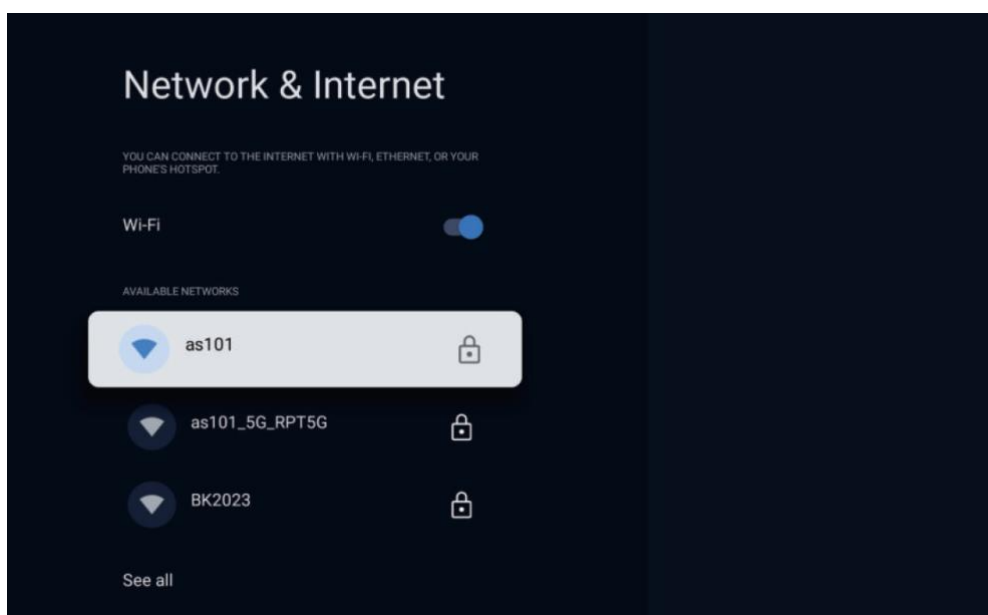 Network & Internet
YOU CAN CONNECT TO THE INTERNET WITH WI-FI, ETHERNET, OR YOUR
PHONE'S HOTSPOT.
Wi-Fi
AVAILABLE NETWORKS
as101
as101_5G_RPT5G
BK2023
See all